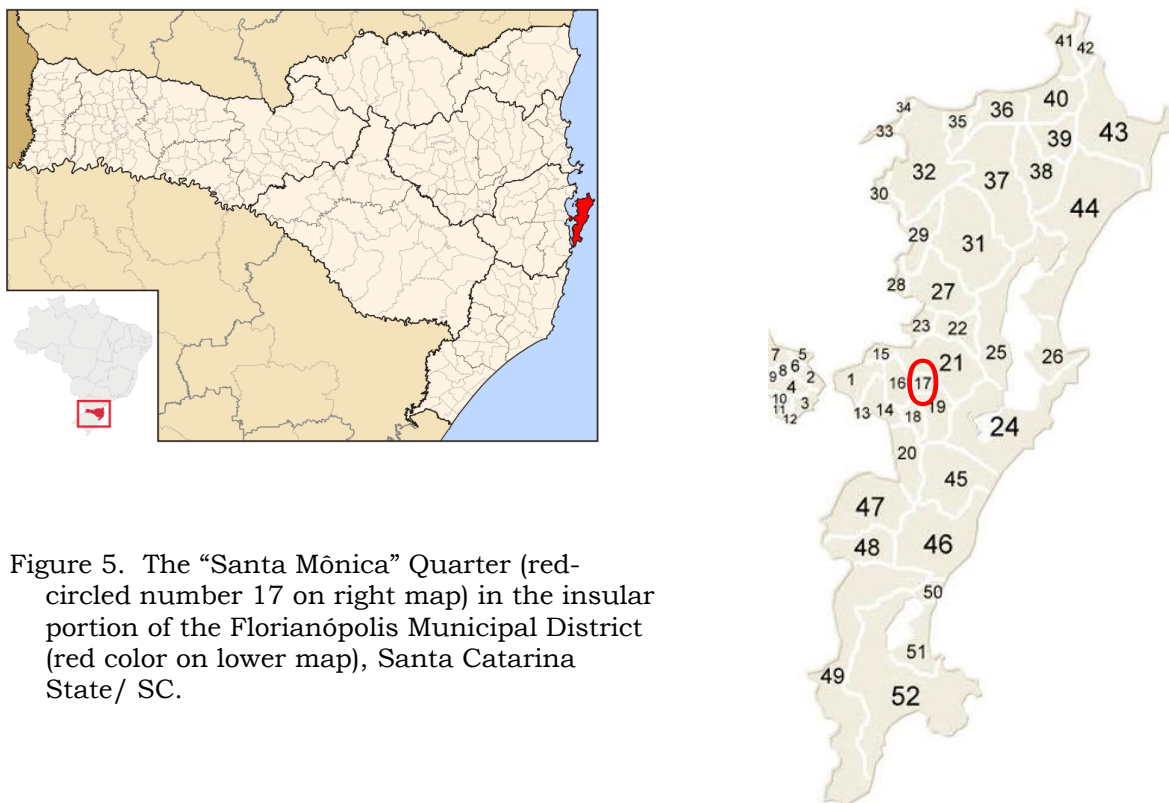 41 42
34 36 40
35
33 39 43
32 38
37
30 44
29 31
28 27
23 22
7 5 15 25 26
6 21
8
9 2 1 16 17
4
10 3 13 14 19
11 18 24
12
20
45
47
46
48
50
51
49
52
Figure 5. The “Santa Mônica” Quarter (red-
circled number 17 on right map) in the insular
portion of the Florianópolis Municipal District
(red color on lower map), Santa Catarina
State/ SC.